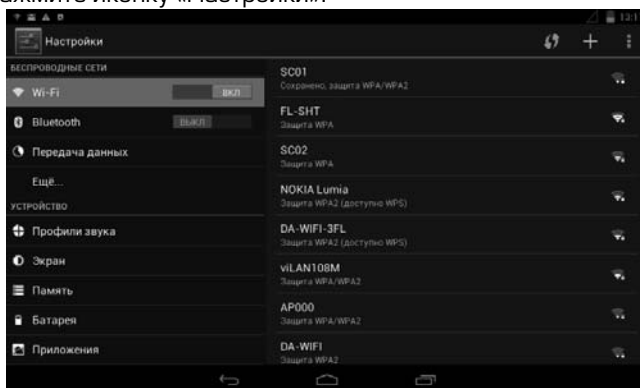 ажмите иконку «Настройки».
13:1
Настройки
БЕСПРОВОДНЫЕ СЕТИ
Wi-Fi
ВКЛ
Bluetooth
ВЫКЛ
Передача данных
Ещё...
УСТРОЙСТВО
Профили звука
Экран
Память
Батарея
Приложения
SC01
Сохранено, защита WPA/WPA2
FL-SHT
Защита WPA
SC02
Защита WPA
NOKIA Lumia
Защита WPA2 (доступно WPS)
DA-WIFI-3FL
Защита WPA2 (доступно WPS)
viLAN108M
Защита WPA/WPA2
AP000
Защита WPA/WPA2
DA-WIFI
Защита WPA2